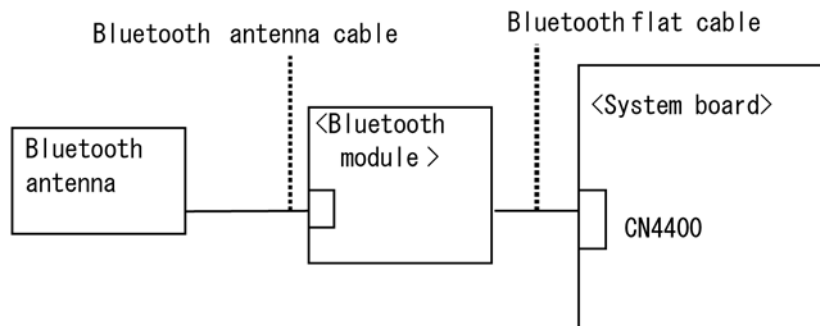 Bluetooth antenna cable
Bluetooth flat cable
Bluetooth
antenna
<Bluetooth
module>
<System board>
CN4400